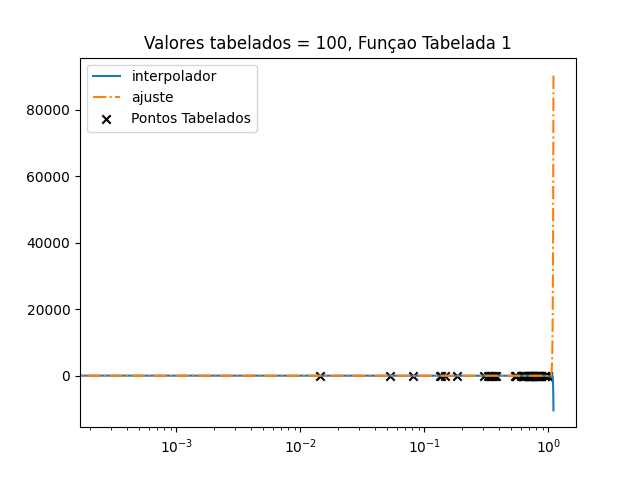 Valores tabelados = 100, Funçao Tabelada 1
interpolador
ajuste
Pontos Tabelados
80000
60000
40000
20000
0
10⁻³ 10⁻² 10⁻¹ 10⁰